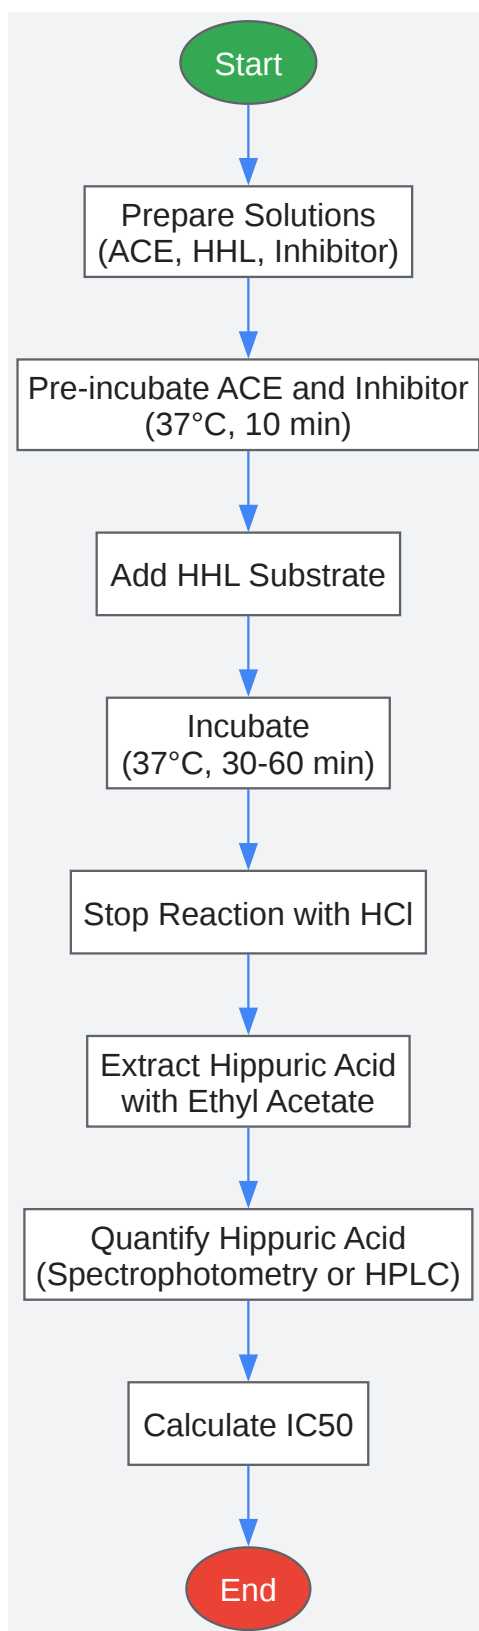 Start
Prepare Solutions
(ACE, HHL, Inhibitor)
Pre-incubate ACE and Inhibitor
(37°C, 10 min)
Add HHL Substrate
Incubate
(37°C, 30-60 min)
Stop Reaction with HCl
Extract Hippuric Acid
with Ethyl Acetate
Quantify Hippuric Acid
(Spectrophotometry or HPLC)
Calculate IC50
End